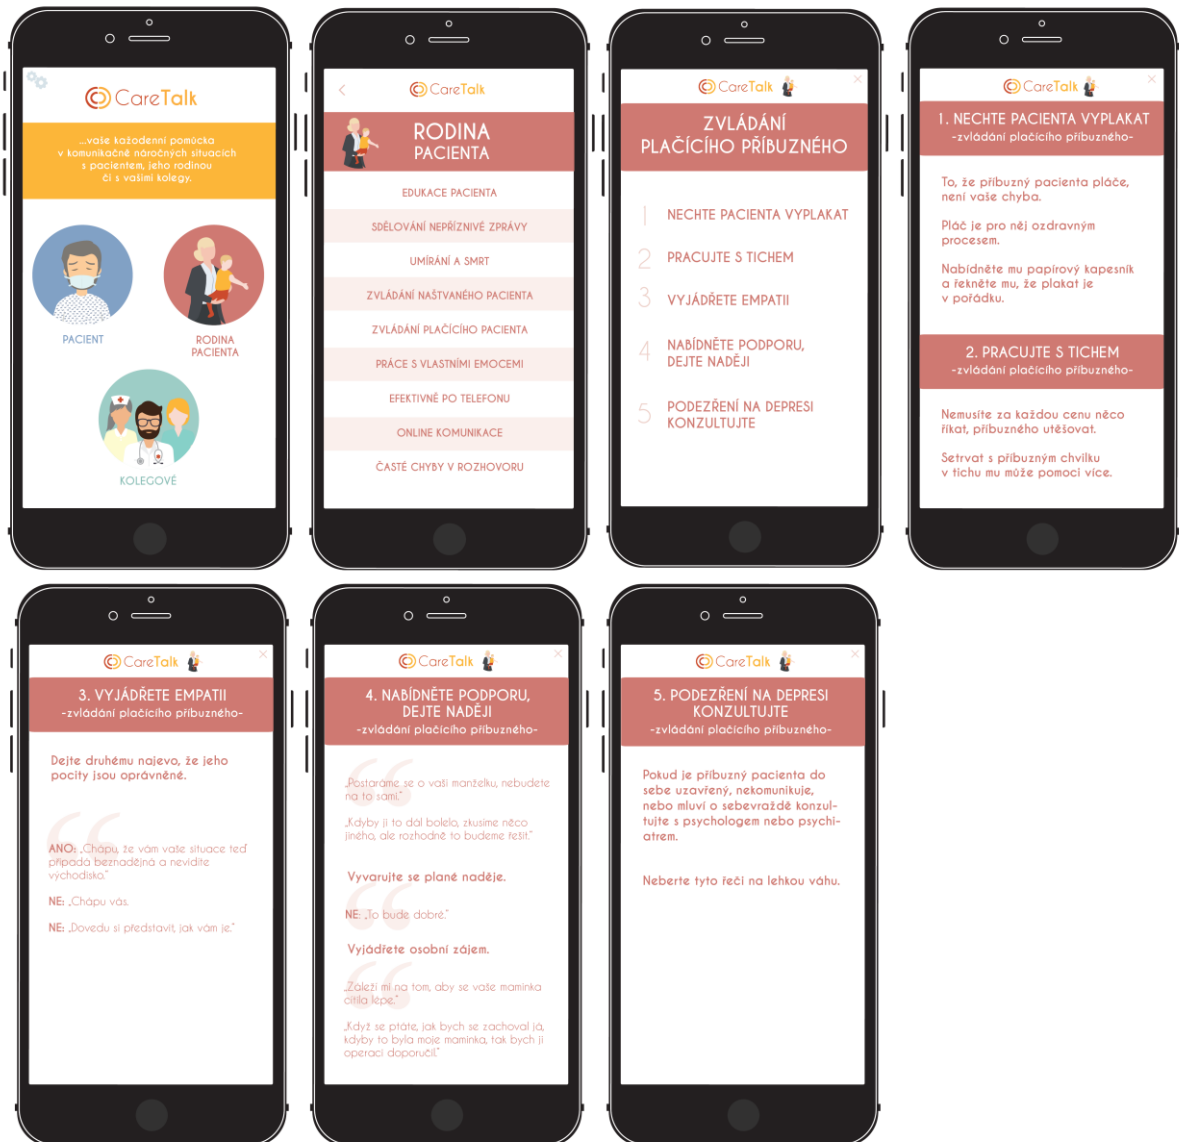 CareTalk
...vaše každodenní pomůcka
v komunikačně náročných situacích
s pacientem, jeho rodinou
či s vašimi kolegy.
PACIENT
RODINA
PACIENTA
KOLEGOVÉ
CareTalk
RODINA
PACIENTA
EDUKACE PACIENTA
SDĚLOVÁNÍ NEPŘÍZNIVÉ ZPRÁVY
UMÍRÁNÍ A SMRT
ZVLÁDÁNÍ NAŠTVANÉHO PACIENTA
ZVLÁDÁNÍ PLAČÍCÍHO PACIENTA
PRÁCE S VLASTNÍMI EMOCEMI
EFEKTIVNĚ PO TELEFONU
ONLINE KOMUNIKACE
ČASTÉ CHYBY V ROZHOVORU
CareTalk
ZVLÁDÁNÍ
PLAČÍCÍHO PŘÍBUZNÉHO
1 NECHTE PACIENTA VYPLAKAT
2 PRACUJTE S TICHEM
3 VYJÁDŘETE EMPATII
4 NABÍDNĚTE PODPORU,
DEJTE NADĚJI
5 PODEZŘENÍ NA DEPRESI
KONZULTUJTE
CareTalk
1. NECHTE PACIENTA VYPLAKAT
-zvládání plačícího příbuzného-
To, že příbuzný pacienta pláče,
není vaše chyba.
Pláč je pro něj ozdravným
procesem.
Nabídněte mu papírový kapesník
a řekněte mu, že plakat je
v pořádku.
2. PRACUJTE S TICHEM
-zvládání plačícího příbuzného-
Nemusíte za každou cenu něco
říkat, příbuzného utěšovat.
Setrvat s příbuzným chvilku
v tichu mu může pomoci více.
CareTalk
3. VYJÁDŘETE EMPATII
-zvládání plačícího příbuzného-
Dejte druhému najevo, že jeho
pocity jsou oprávněné.
ANO: „Chápu, že vám vaše situace teď
připadá beznadějná a nevidíte
východisko.“
NE: „Chápu vás.
NE: „Dovedu si představit, jak vám je.“
CareTalk
4. NABÍDNĚTE PODPORU,
DEJTE NADĚJI
-zvládání plačícího příbuzného-
„Postaráme se o vaši manželku, nebudete
na to sami.“
„Kdyby ji to dál bolelo, zkusíme něco
jiného, ale rozhodně to budeme řešit.“
Vyvarujte se plané naděje.
NE: „To bude dobré.“
Vyjádřete osobní zájem.
„Záleží mi na tom, aby se vaše maminka
cítila lépe.“
„Když se ptáte, jak bych se zachoval já,
kdyby to byla moje maminka, tak bych jí
operaci doporučil.“
CareTalk
5. PODEZŘENÍ NA DEPRESI
KONZULTUJTE
-zvládání plačícího příbuzného-
Pokud je příbuzný pacienta do
sebe uzavřený, nekomunikuje,
nebo mluví o sebevraždě konzul-
tujte s psychologem nebo psychi-
atrem.
Neberte tyto řeči na lehkou váhu.